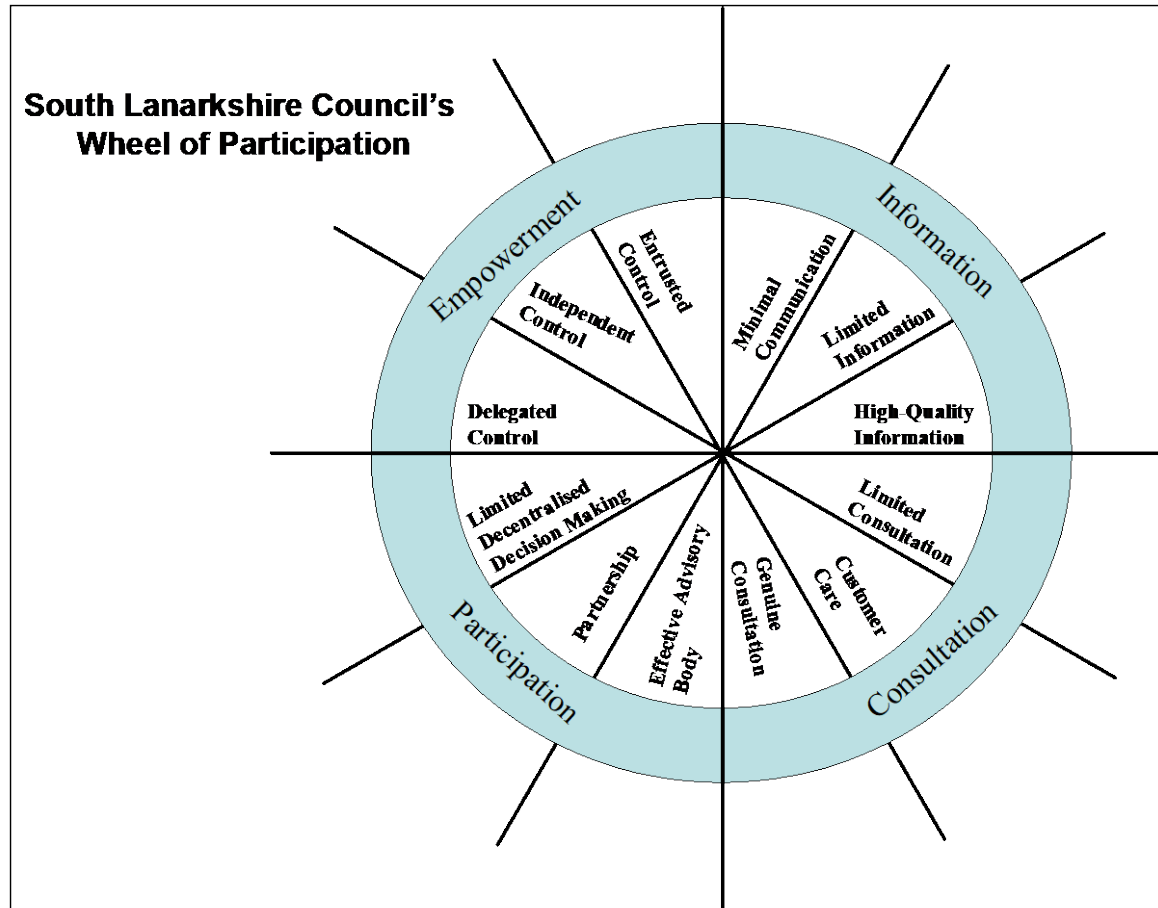 South Lanarkshire Council's
Wheel of Participation
Information
Minimal
Communication
Limited
Information
High-Quality
Information
Consultation
Limited
Consultation
Customer
Care
Genuine
Consultation
Participation
Effective Advisory
Body
Partnership
Limited
Decentralised
Decision Making
Empowerment
Delegated
Control
Independent
Control
Entrusted
Control